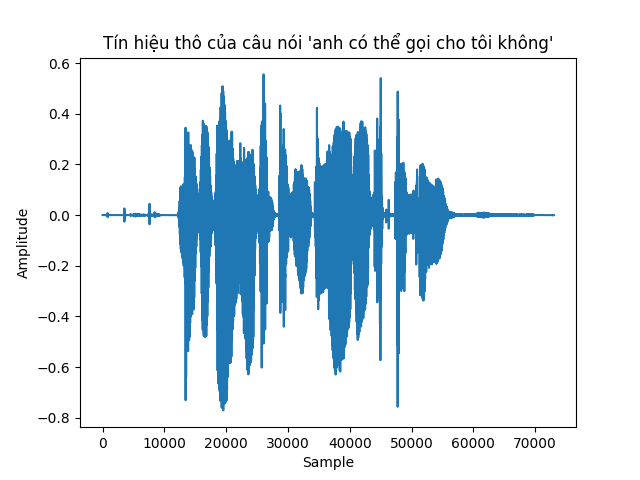 Tín hiệu thô của câu nói 'anh có thể gọi cho tôi không'
0.6
0.4
0.2
0.0
−0.2
−0.4
−0.6
−0.8
Amplitude
0 10000 20000 30000 40000 50000 60000 70000
Sample